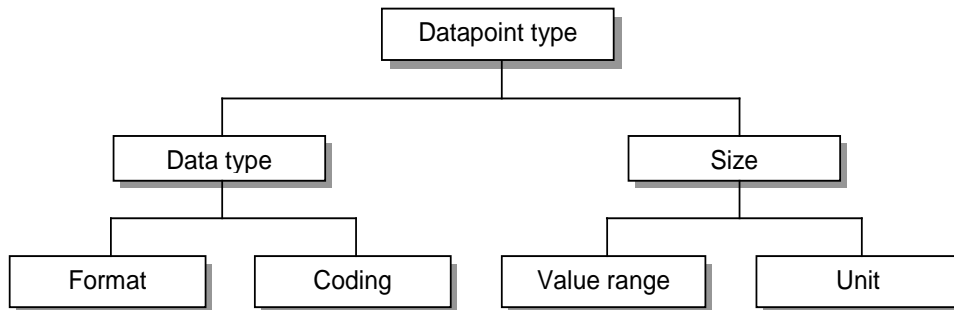 Datapoint type
Data type
Size
Format
Coding
Value range
Unit